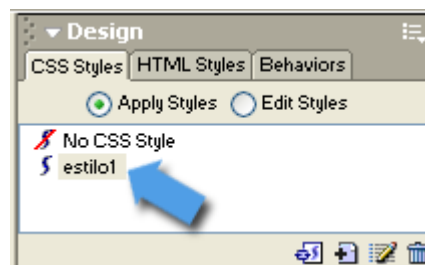 Design
CSS Styles HTML Styles Behaviors
Apply Styles Edit Styles
No CSS Style
estilo1